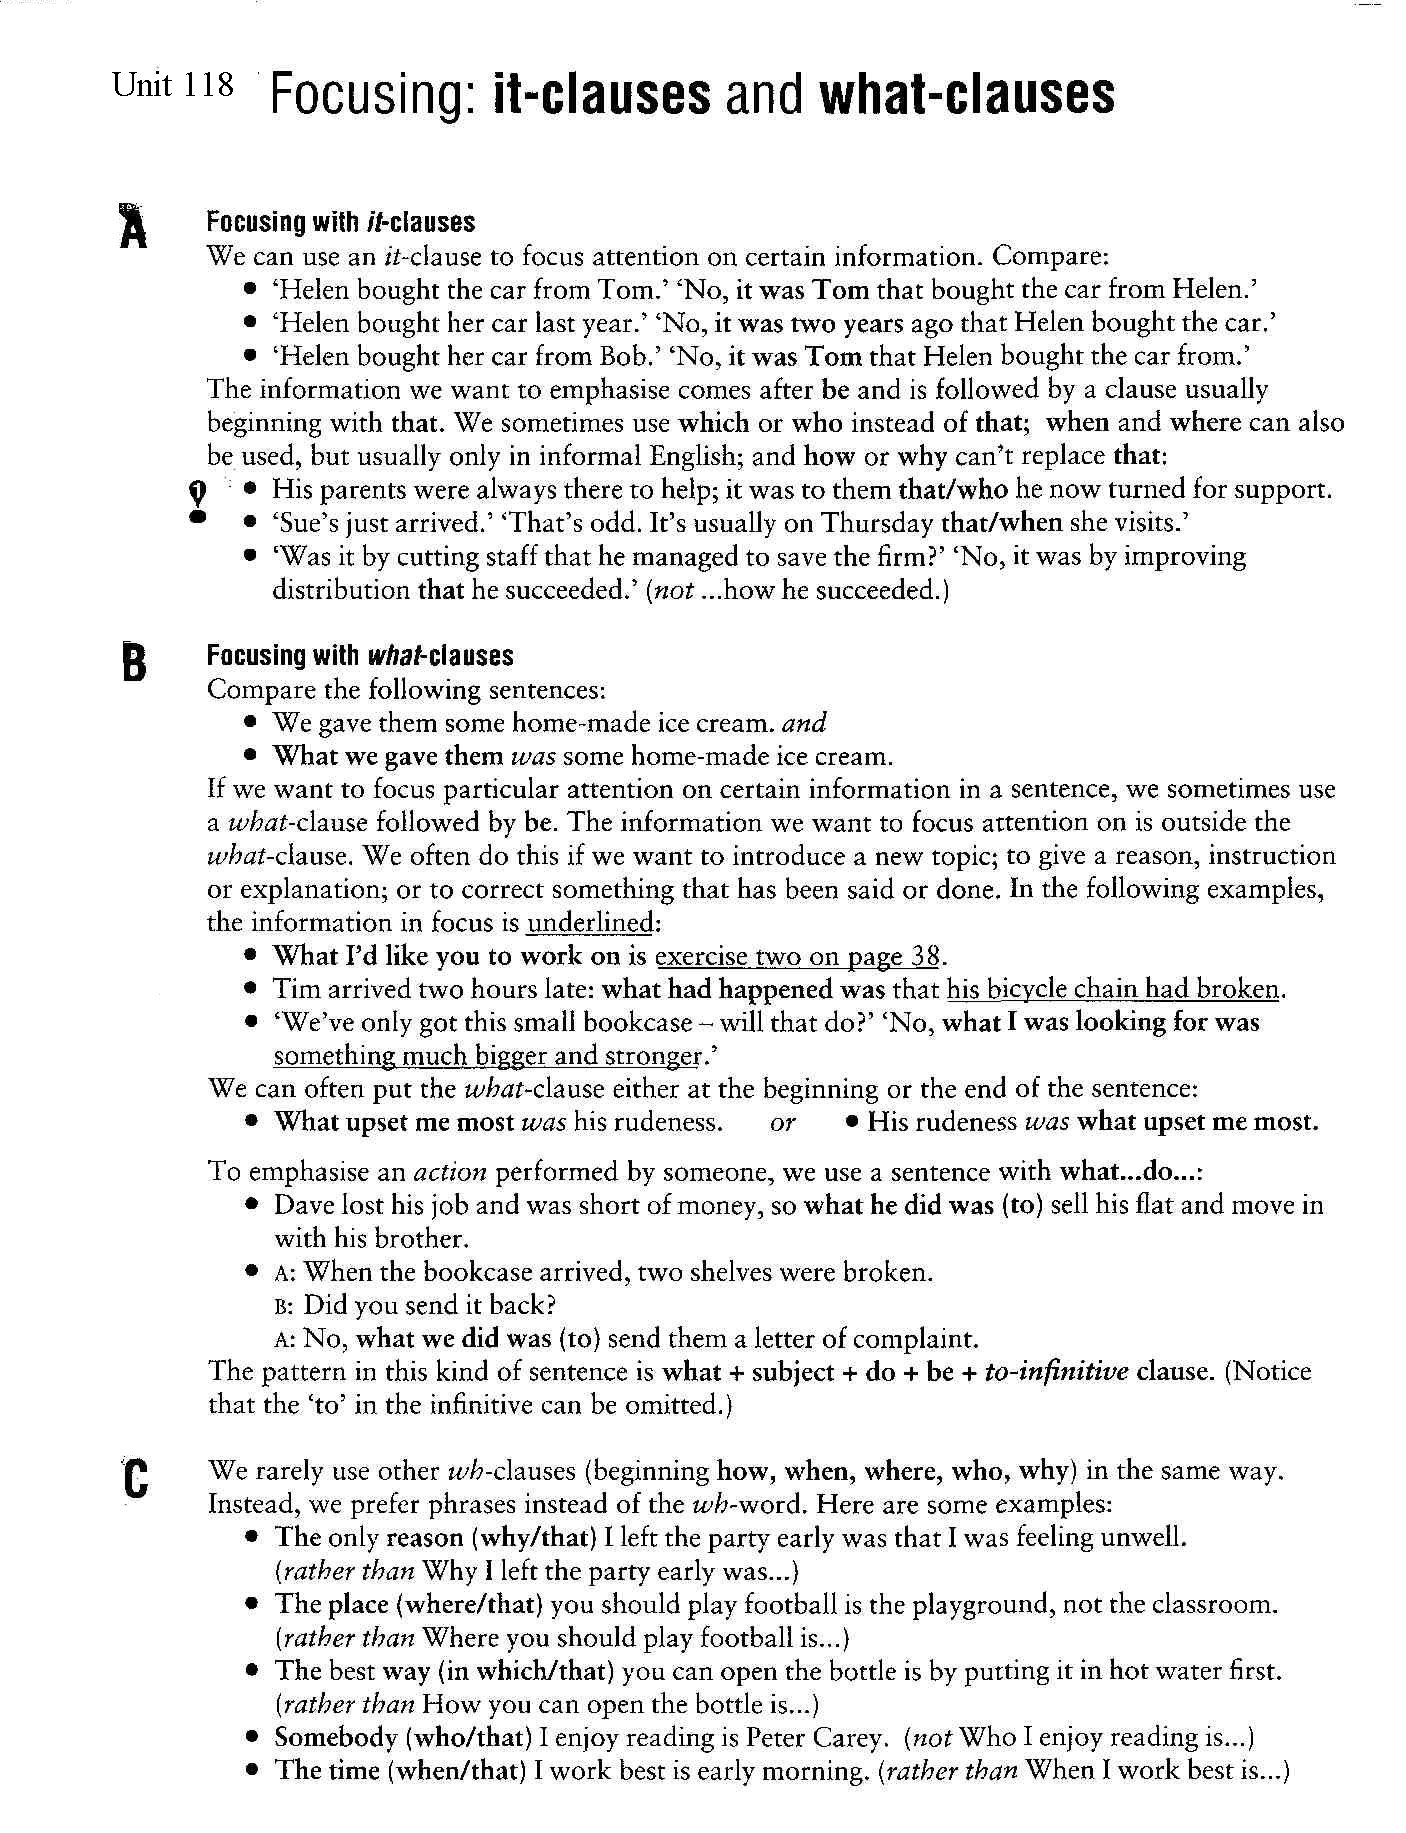 Unit 118 Focusing: it-clauses and what-clauses
A Focusing with it-clauses
We can use an it-clause to focus attention on certain information. Compare:
• ‘Helen bought the car from Tom.’ ‘No, it was Tom that bought the car from Helen.’
• ‘Helen bought her car last year.’ ‘No, it was two years ago that Helen bought the car.’
• ‘Helen bought her car from Bob.’ ‘No, it was Tom that Helen bought the car from.’
The information we want to emphasise comes after be and is followed by a clause usually
beginning with that. We sometimes use which or who instead of that; when and where can also
be used, but usually only in informal English; and how or why can’t replace that:
• His parents were always there to help; it was to them that/who he now turned for support.
• ‘Sue’s just arrived.’ ‘That’s odd. It’s usually on Thursday that/when she visits.’
• ‘Was it by cutting staff that he managed to save the firm?’ ‘No, it was by improving
distribution that he succeeded.’ (not ...how he succeeded.)
B Focusing with what-clauses
Compare the following sentences:
• We gave them some home-made ice cream. and
• What we gave them was some home-made ice cream.
If we want to focus particular attention on certain information in a sentence, we sometimes use
a what-clause followed by be. The information we want to focus attention on is outside the
what-clause. We often do this if we want to introduce a new topic; to give a reason, instruction
or explanation; or to correct something that has been said or done. In the following examples,
the information in focus is underlined:
• What I’d like you to work on is exercise two on page 38.
• Tim arrived two hours late: what had happened was that his bicycle chain had broken.
• ‘We’ve only got this small bookcase – will that do?’ ‘No, what I was looking for was
something much bigger and stronger.’
We can often put the what-clause either at the beginning or the end of the sentence:
• What upset me most was his rudeness. or • His rudeness was what upset me most.
To emphasise an action performed by someone, we use a sentence with what...do...:
• Dave lost his job and was short of money, so what he did was (to) sell his flat and move in
with his brother.
• A: When the bookcase arrived, two shelves were broken.
B: Did you send it back?
A: No, what we did was (to) send them a letter of complaint.
The pattern in this kind of sentence is what + subject + do + be + to-infinitive clause. (Notice
that the ‘to’ in the infinitive can be omitted.)
C We rarely use other wh-clauses (beginning how, when, where, who, why) in the same way.
Instead, we prefer phrases instead of the wh-word. Here are some examples:
• The only reason (why/that) I left the party early was that I was feeling unwell.
(rather than Why I left the party early was...)
• The place (where/that) you should play football is the playground, not the classroom.
(rather than Where you should play football is...)
• The best way (in which/that) you can open the bottle is by putting it in hot water first.
(rather than How you can open the bottle is...)
• Somebody (who/that) I enjoy reading is Peter Carey. (not Who I enjoy reading is...)
• The time (when/that) I work best is early morning. (rather than When I work best is...)